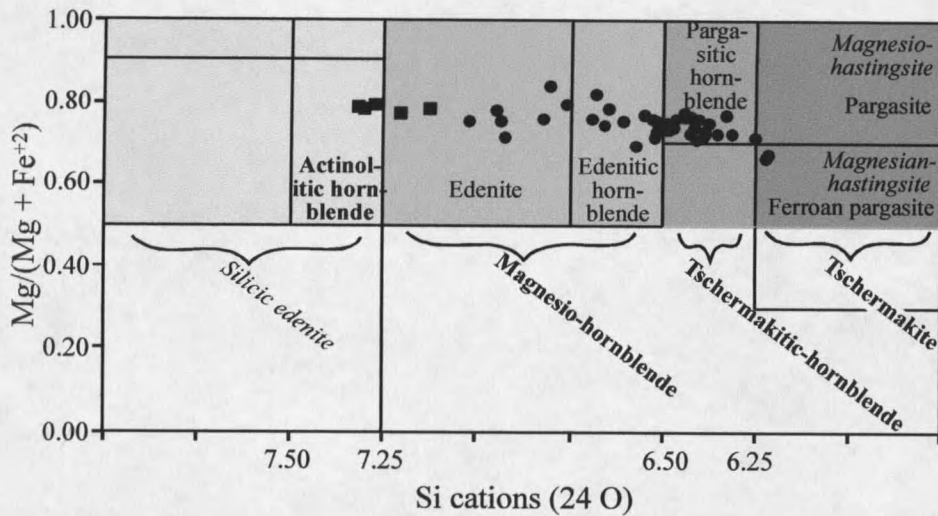 Mg/(Mg + Fe+2)
1.00
0.80
0.60
0.40
0.20
0.00
Actinol-
itic horn-
blende
Edenite
Edenitic
horn-
blende
Parga-
sitic
horn-
blende
Magnesio-
hastingsite
Pargasite
Magnesian-
hastingsite
Ferroan pargasite
Silicic edenite
Magnesio-hornblende
Tschermakitic-hornblende
Tschermakite
7.50
7.25
6.50
6.25
Si cations (24 O)